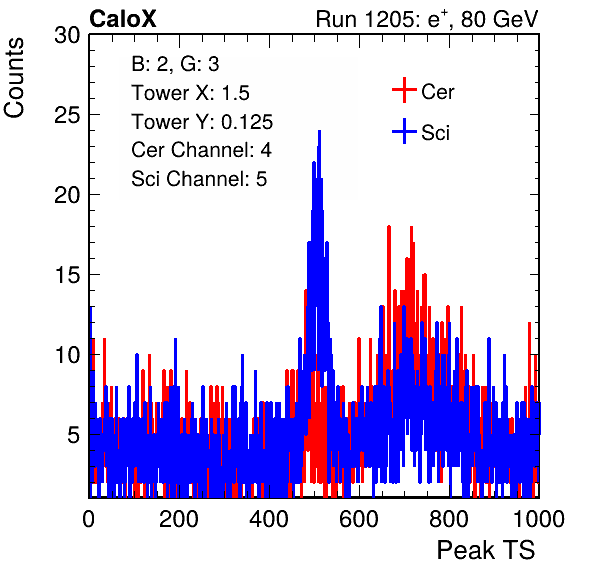 CaloX Run 1205: e⁺, 80 GeV
Counts
30
25
20
15
10
5
B: 2, G: 3
Tower X: 1.5
Tower Y: 0.125
Cer Channel: 4
Sci Channel: 5
Cer
Sci
0 200 400 600 800 1000
Peak TS